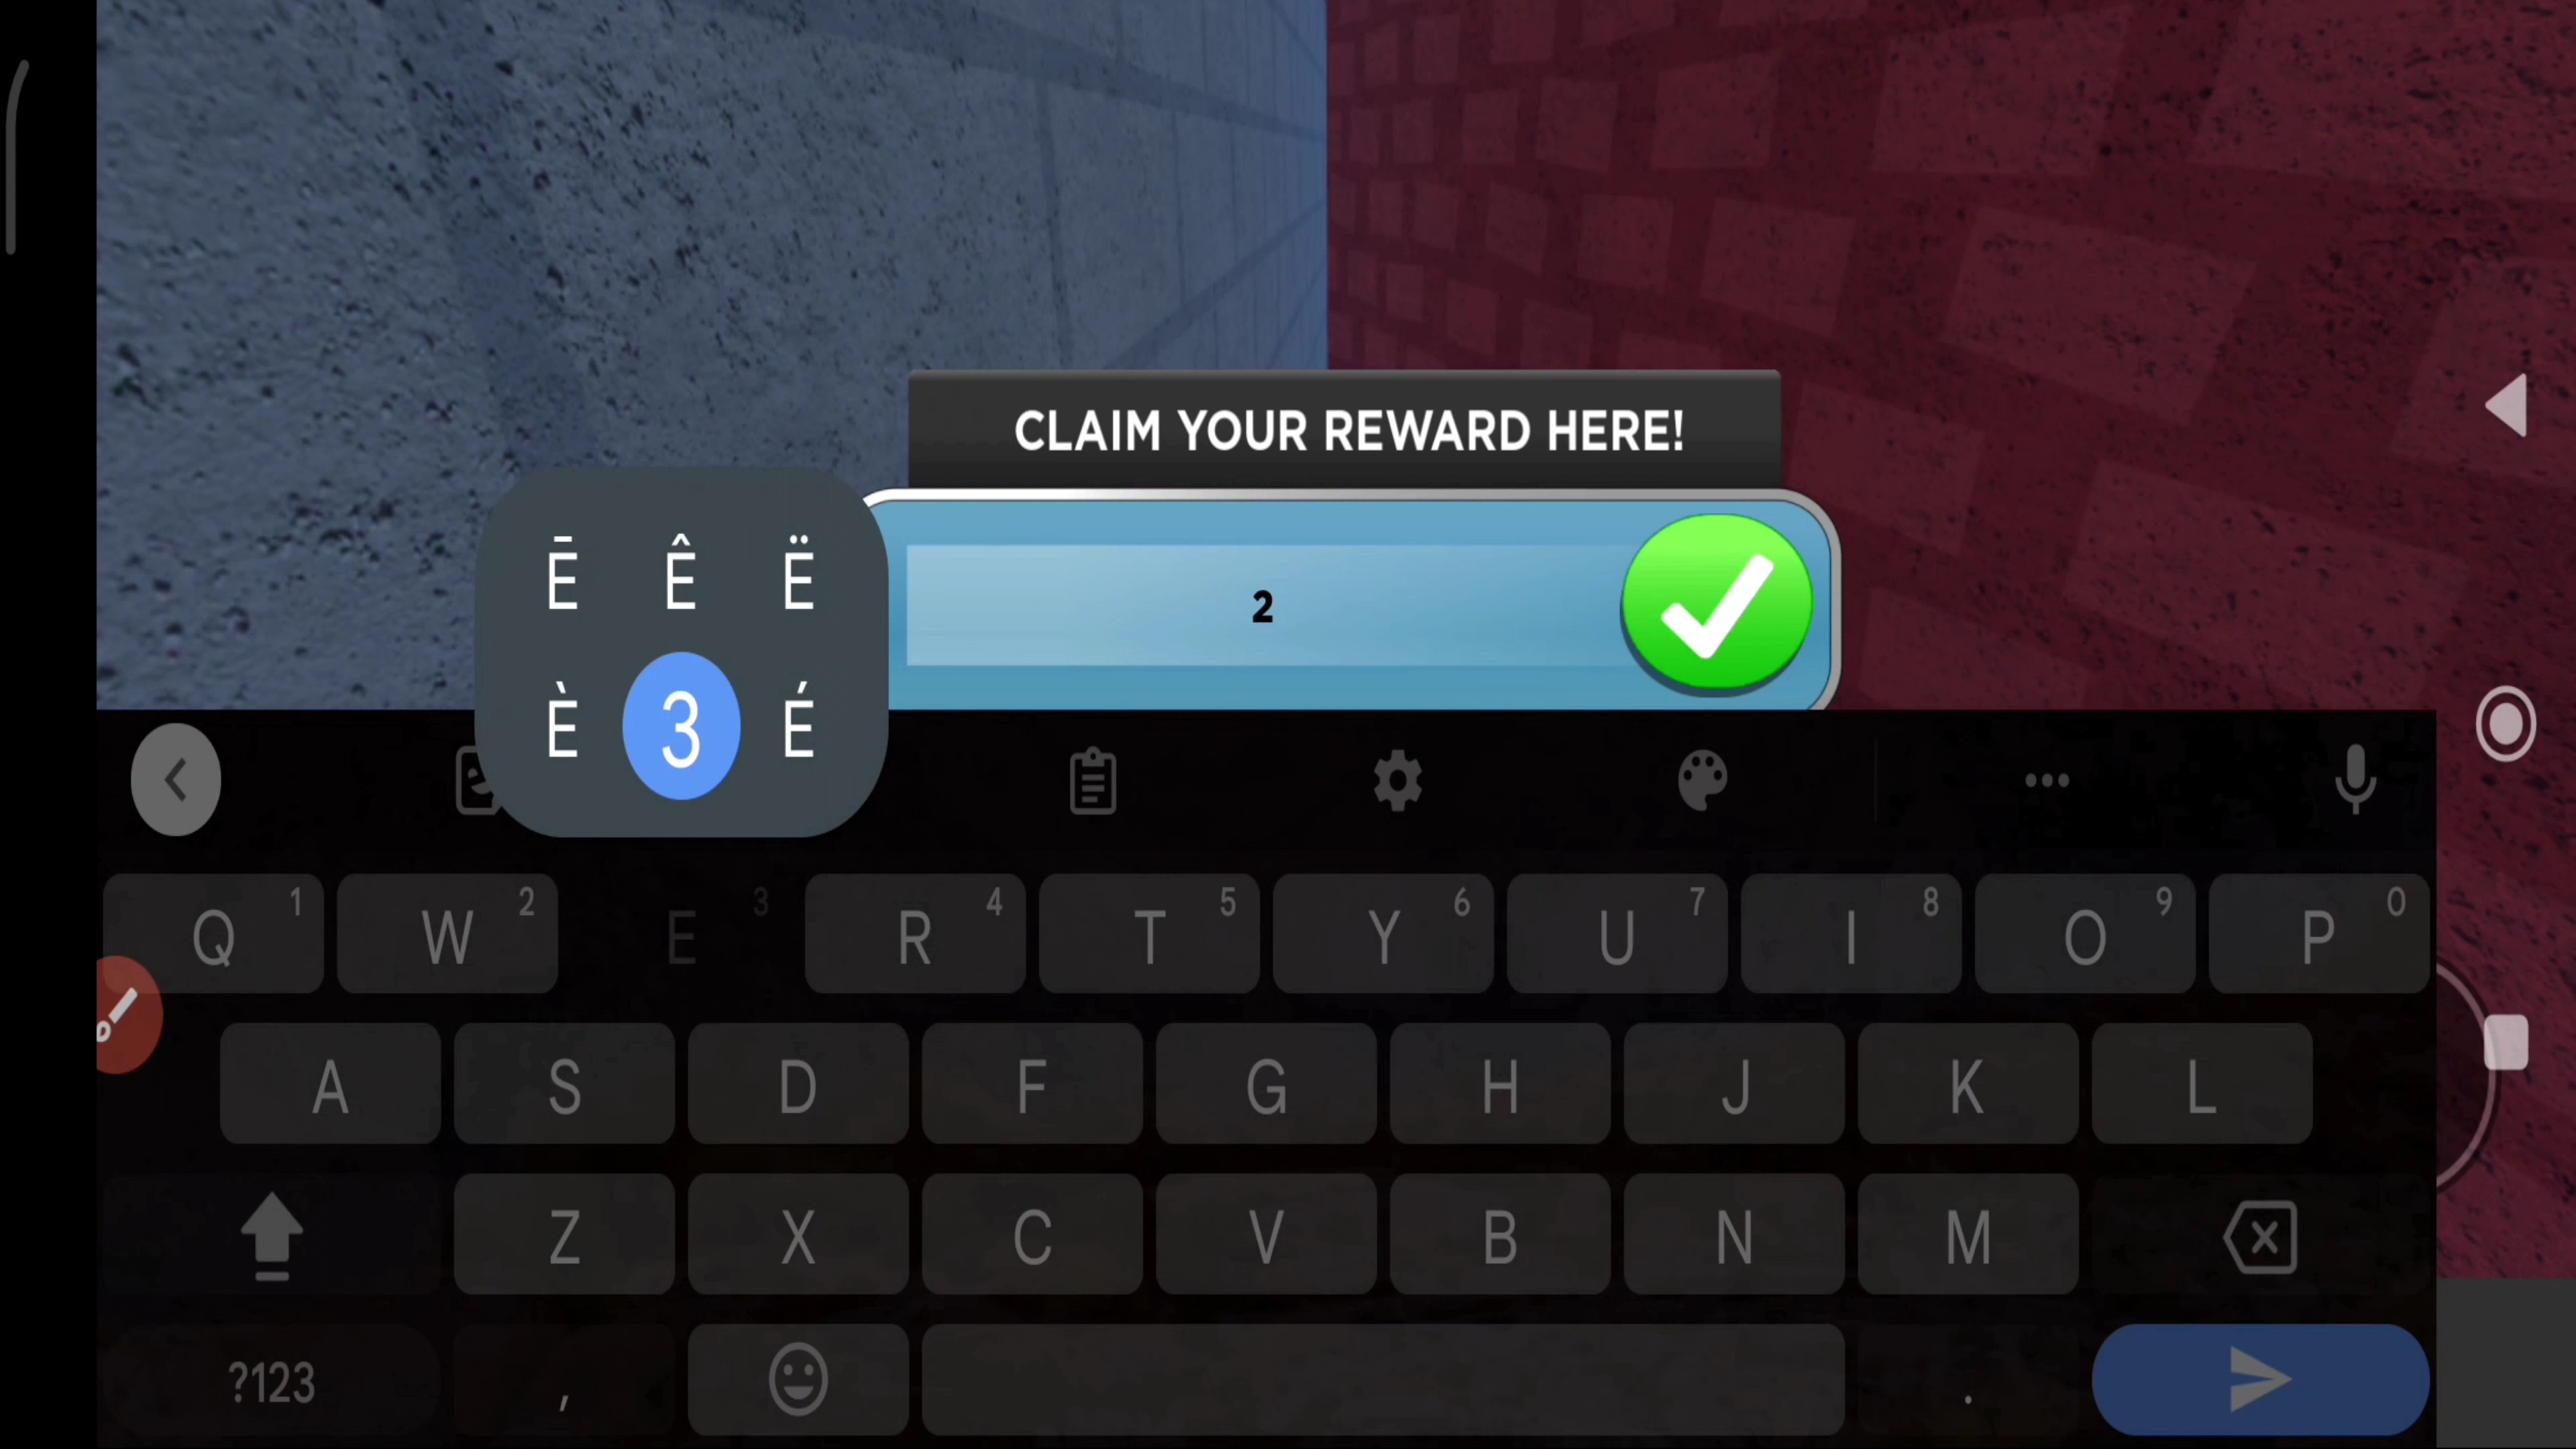 CLAIM YOUR REWARD HERE!
Ē Ê Ë
2
È 3 É
Q 1 W 2 E 3 R 4 T 5 Y 6 U 7 I 8 O 9 P 0
A S D F G H J K L
Z X C V B N M
?123 , .